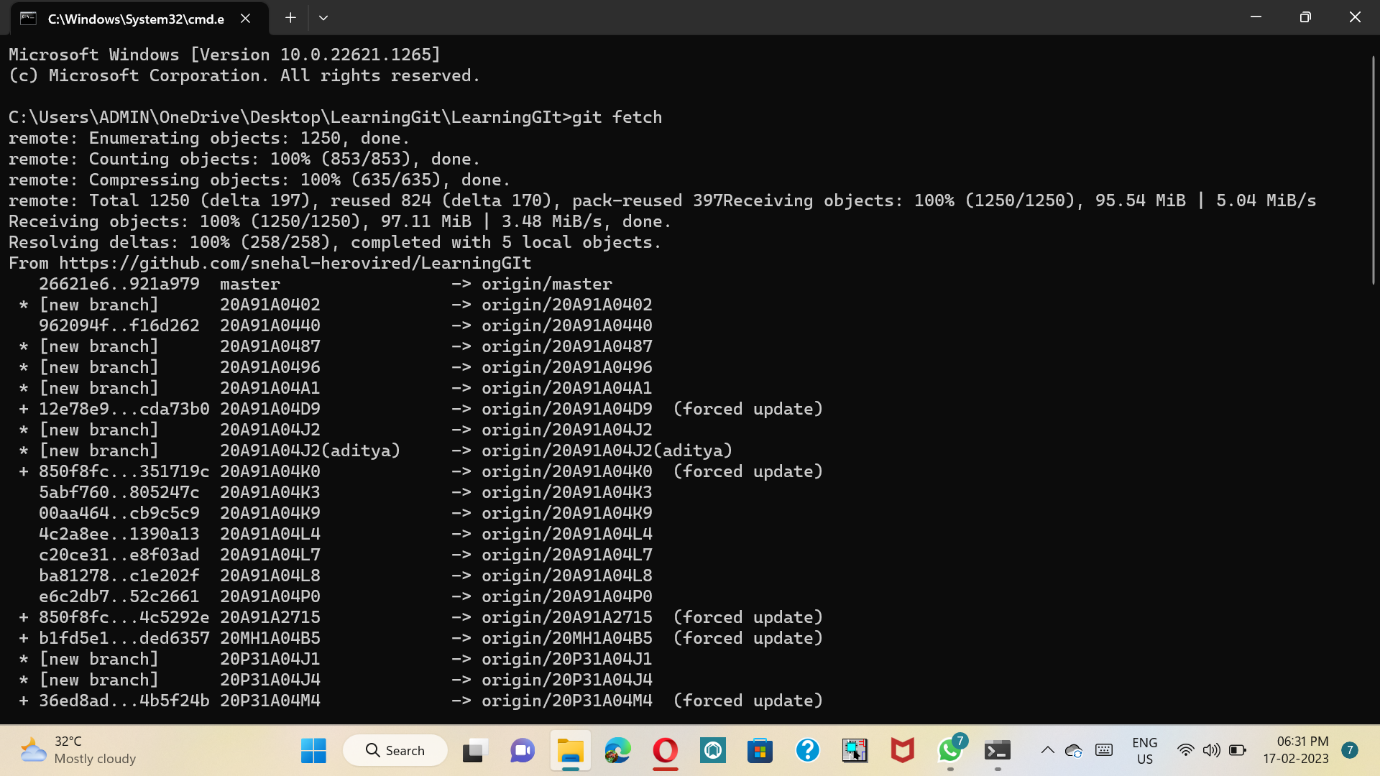 C:\Windows\System32\cmd.e
Microsoft Windows [Version 10.0.22621.1265]
(c) Microsoft Corporation. All rights reserved.
C:\Users\ADMIN\OneDrive\Desktop\LearningGit\LearningGIt>git fetch
remote: Enumerating objects: 1250, done.
remote: Counting objects: 100% (853/853), done.
remote: Compressing objects: 100% (635/635), done.
remote: Total 1250 (delta 197), reused 824 (delta 170), pack-reused 397Receiving objects: 100% (1250/1250), 95.54 MiB | 5.04 MiB/s
Receiving objects: 100% (1250/1250), 97.11 MiB | 3.48 MiB/s, done.
Resolving deltas: 100% (258/258), completed with 5 local objects.
From https://github.com/snehal-herovired/LearningGIt
   26621e6..921a979  master                 -> origin/master
 * [new branch]      20A91A0402             -> origin/20A91A0402
   962094f..f16d262  20A91A0440             -> origin/20A91A0440
 * [new branch]      20A91A0487             -> origin/20A91A0487
 * [new branch]      20A91A0496             -> origin/20A91A0496
 * [new branch]      20A91A04A1             -> origin/20A91A04A1
 + 12e78e9...cda73b0 20A91A04D9             -> origin/20A91A04D9  (forced update)
 * [new branch]      20A91A04J2             -> origin/20A91A04J2
 * [new branch]      20A91A04J2(aditya)     -> origin/20A91A04J2(aditya)
 + 850f8fc...351719c 20A91A04K0             -> origin/20A91A04K0  (forced update)
   5abf760..805247c  20A91A04K3             -> origin/20A91A04K3
   00aa464..cb9c5c9  20A91A04K9             -> origin/20A91A04K9
   4c2a8ee..1390a13  20A91A04L4             -> origin/20A91A04L4
   c20ce31..e8f03ad  20A91A04L7             -> origin/20A91A04L7
   ba81278..c1e202f  20A91A04L8             -> origin/20A91A04L8
   e6c2db7..52c2661  20A91A04P0             -> origin/20A91A04P0
 + 850f8fc...4c5292e 20A91A2715             -> origin/20A91A2715  (forced update)
 + b1fd5e1...ded6357 20MH1A04B5             -> origin/20MH1A04B5  (forced update)
 * [new branch]      20P31A04J1             -> origin/20P31A04J1
 * [new branch]      20P31A04J4             -> origin/20P31A04J4
 + 36ed8ad...4b5f24b 20P31A04M4             -> origin/20P31A04M4  (forced update)
32°C
Mostly cloudy
Search
7
ENG
US
06:31 PM
17-02-2023
7